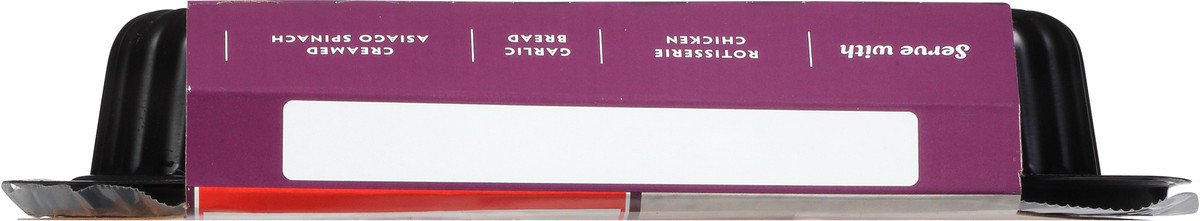 Serve with
ROTISSERIE
CHICKEN
GARLIC
BREAD
CREAMED
ASIAGO SPINACH